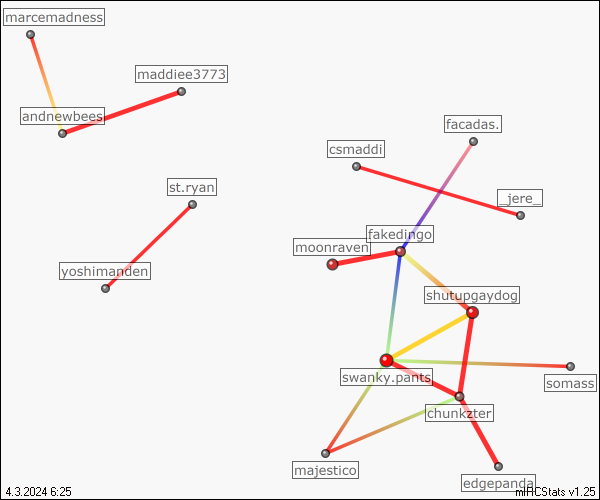 marcemadness
maddiee3773
andnewbees
facadas.
csmaddi
st.ryan
_jere_
fakedingo
moonraven
yoshimanden
shutupgaydog
swanky.pants
somass
chunkzter
majestico
edgepanda
4.3.2024 6:25
mIRCStats v1.25